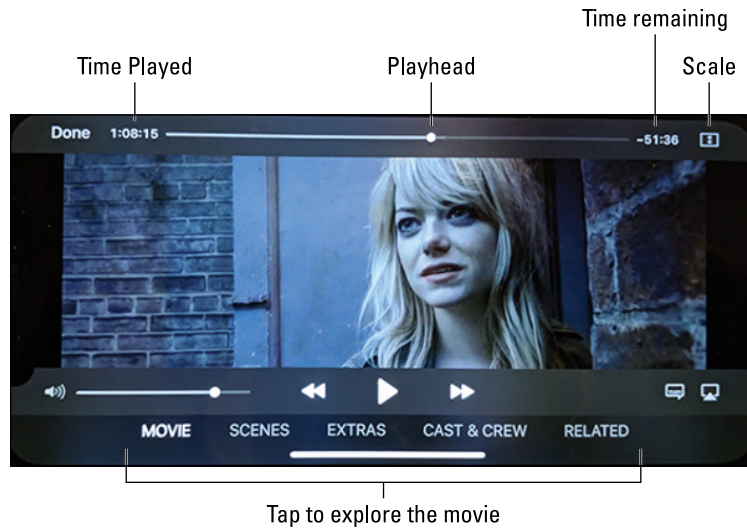 Time remaining
Time Played
Playhead
Scale
Done 1:08:15 -51:36
MOVIE SCENES EXTRAS CAST & CREW RELATED
Tap to explore the movie